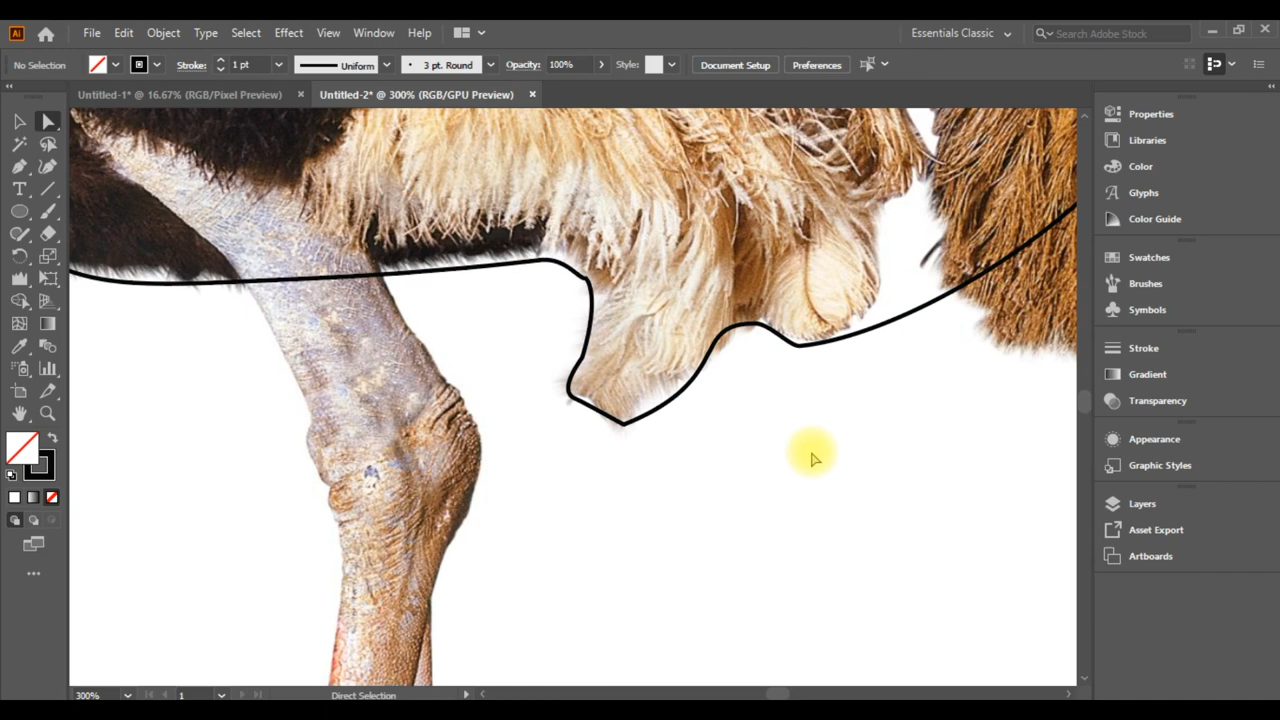 Ai File Edit Object Type Select Effect View Window Help Essentials Classic Search Adobe Stock
No Selection Stroke: 1 pt Uniform 3 pt. Round Opacity: 100% Style: Document Setup Preferences
Untitled-1* @ 16.67% (RGB/Pixel Preview) Untitled-2* @ 300% (RGB/GPU Preview)
Properties
Libraries
Color
Glyphs
Color Guide
Swatches
Brushes
Symbols
Stroke
Gradient
Transparency
Appearance
Graphic Styles
Layers
Asset Export
Artboards
300% 1 Direct Selection